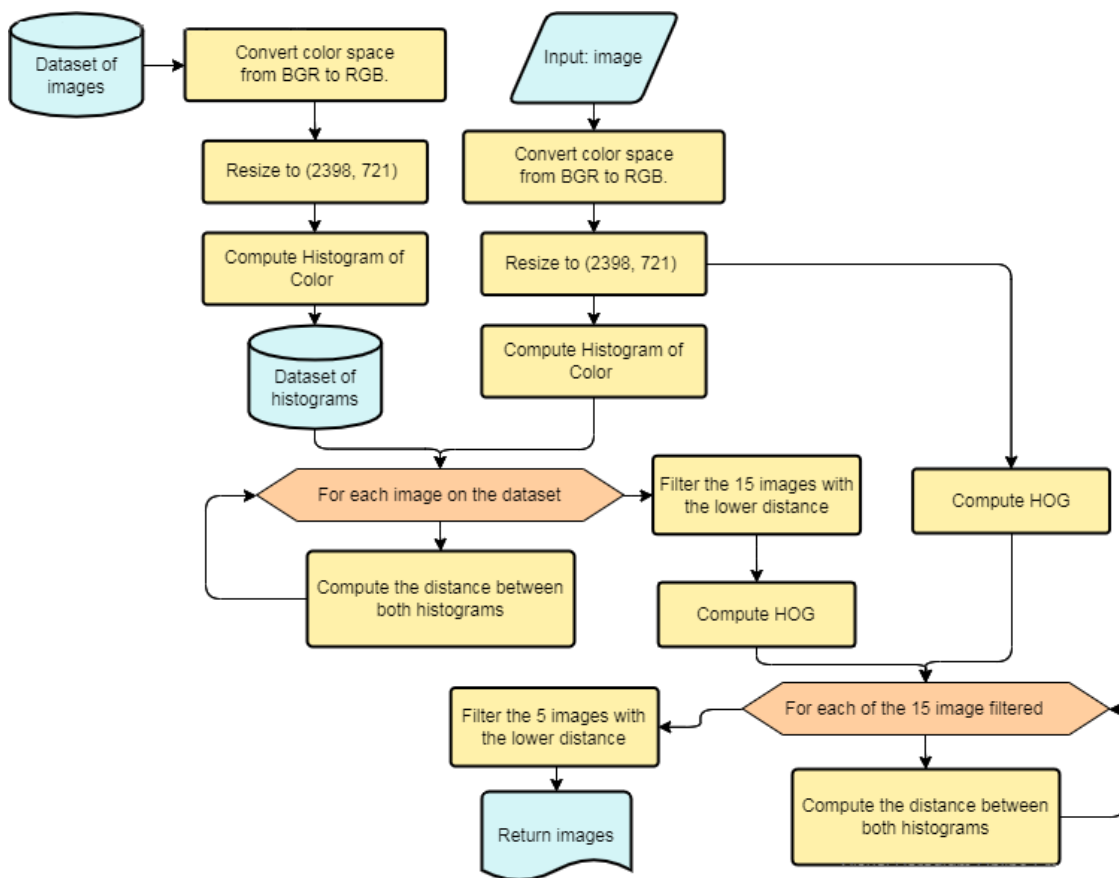 Dataset of
images
Convert color space
from BGR to RGB.
Resize to (2398, 721)
Compute Histogram of
Color
Dataset of
histograms
Input: image
Convert color space
from BGR to RGB.
Resize to (2398, 721)
Compute Histogram of
Color
For each image on the dataset
Compute the distance between
both histograms
Filter the 15 images with
the lower distance
Compute HOG
Compute HOG
For each of the 15 image filtered
Compute the distance between
both histograms
Filter the 5 images with
the lower distance
Return images